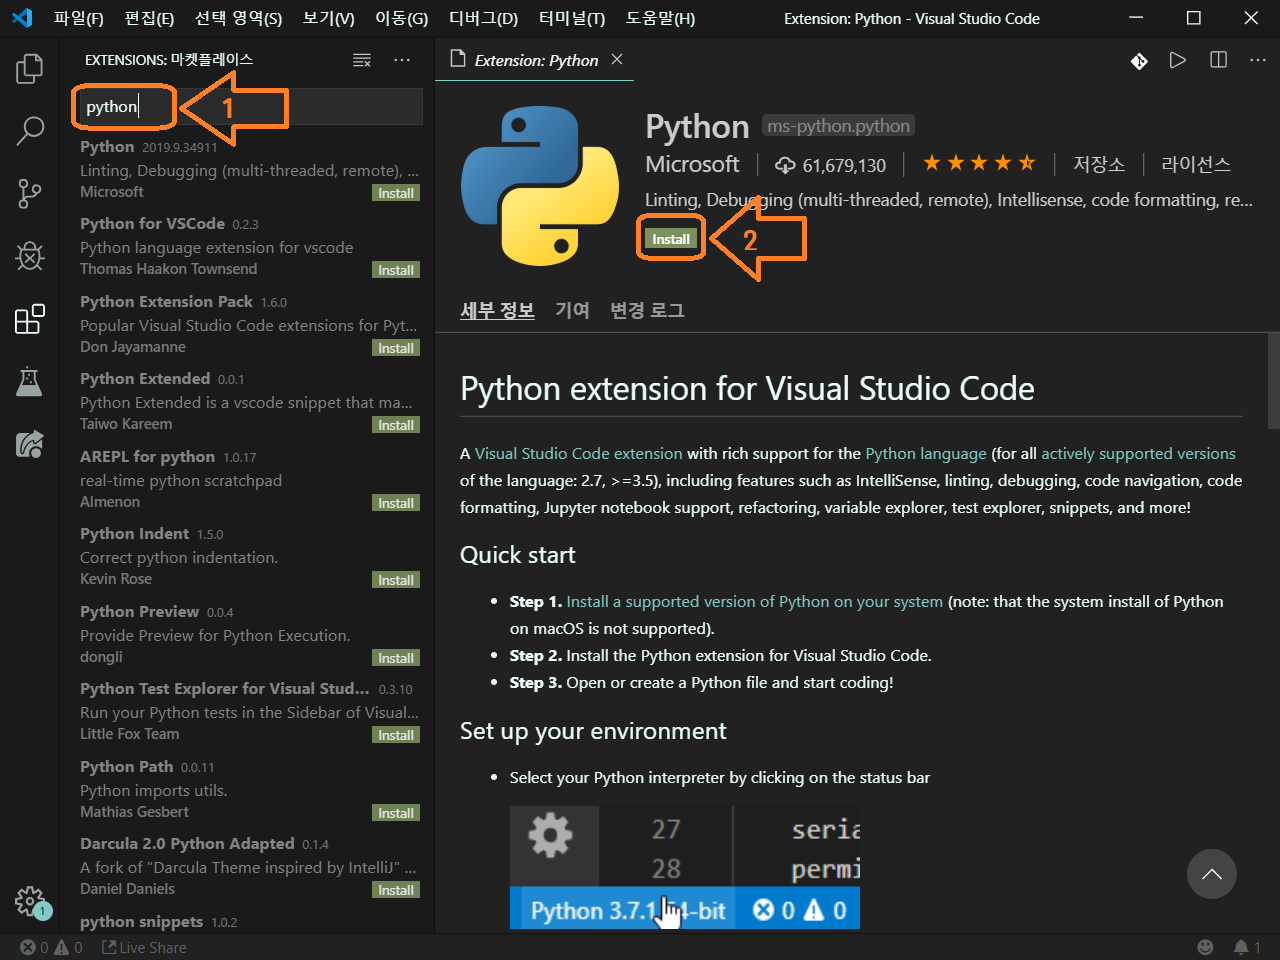 파일(F) 편집(E) 선택 영역(S) 보기(V) 이동(G) 디버그(D) 터미널(T) 도움말(H) Extension: Python - Visual Studio Code
EXTENSIONS: 마켓플레이스
python
1
Python 2019.9.34911
Linting, Debugging (multi-threaded, remote), ...
Microsoft Install
Python for VSCode 0.2.3
Python language extension for vscode
Thomas Haakon Townsend Install
Python Extension Pack 1.6.0
Popular Visual Studio Code extensions for Pyt...
Don Jayamanne Install
Python Extended 0.0.1
Python Extended is a vscode snippet that ma...
Taiwo Kareem Install
AREPL for python 1.0.17
real-time python scratchpad
Almenon Install
Python Indent 1.5.0
Correct python indentation.
Kevin Rose Install
Python Preview 0.0.4
Provide Preview for Python Execution.
dongli Install
Python Test Explorer for Visual Stud... 0.3.10
Run your Python tests in the Sidebar of Visual...
Little Fox Team Install
Python Path 0.0.11
Python imports utils.
Mathias Gesbert Install
Darcula 2.0 Python Adapted 0.1.4
A fork of "Darcula Theme inspired by IntelliJ" ...
Daniel Daniels Install
python snippets 1.0.2
Extension: Python
Python ms-python.python
Microsoft 61,679,130 저장소 라이선스
Linting, Debugging (multi-threaded, remote), Intellisense, code formatting, re...
Install
2
세부 정보 기여 변경 로그
Python extension for Visual Studio Code
A Visual Studio Code extension with rich support for the Python language (for all actively supported versions
of the language: 2.7, >=3.5), including features such as IntelliSense, linting, debugging, code navigation, code
formatting, Jupyter notebook support, refactoring, variable explorer, test explorer, snippets, and more!
Quick start
• Step 1. Install a supported version of Python on your system (note: that the system install of Python
on macOS is not supported).
• Step 2. Install the Python extension for Visual Studio Code.
• Step 3. Open or create a Python file and start coding!
Set up your environment
• Select your Python interpreter by clicking on the status bar
27 seria
28 permi
Python 3.7.1 4-bit 0 0
1
0 0 Live Share 1